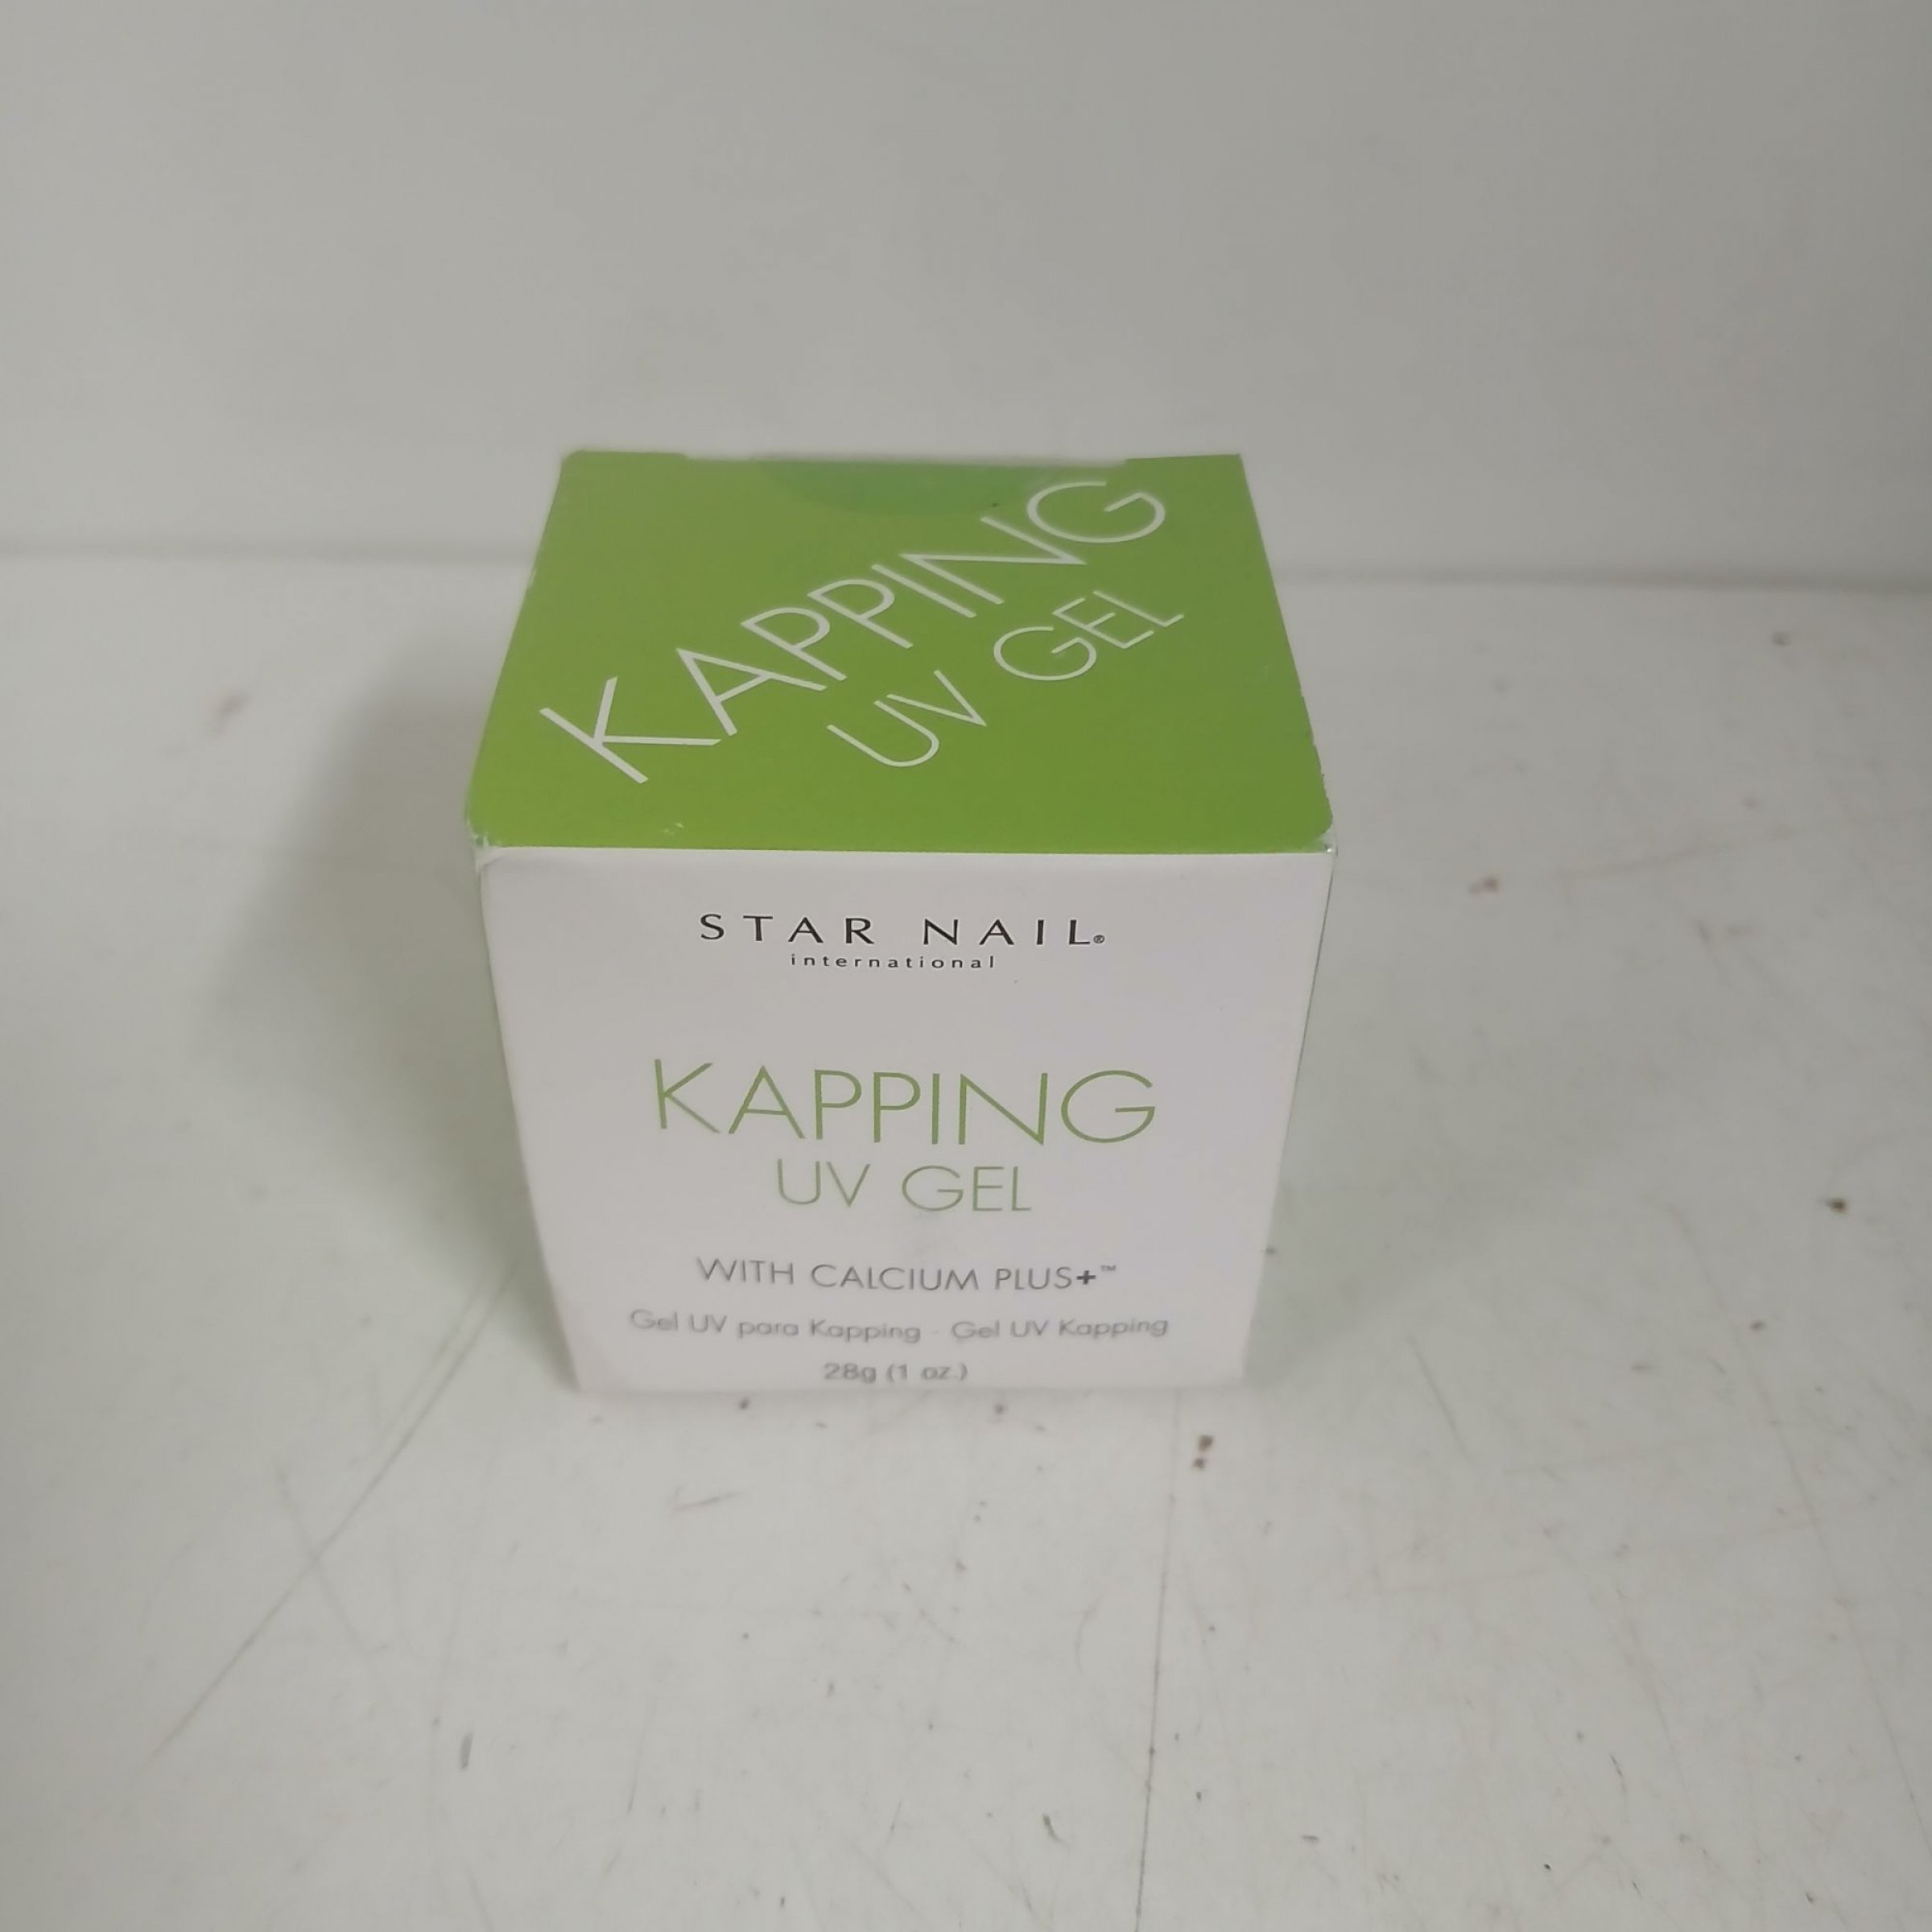 KAPPING
UV GEL
STAR NAIL®
international
KAPPING
UV GEL
WITH CALCIUM PLUS+™
Gel UV para Kapping · Gel UV Kapping
28g (1 oz.)